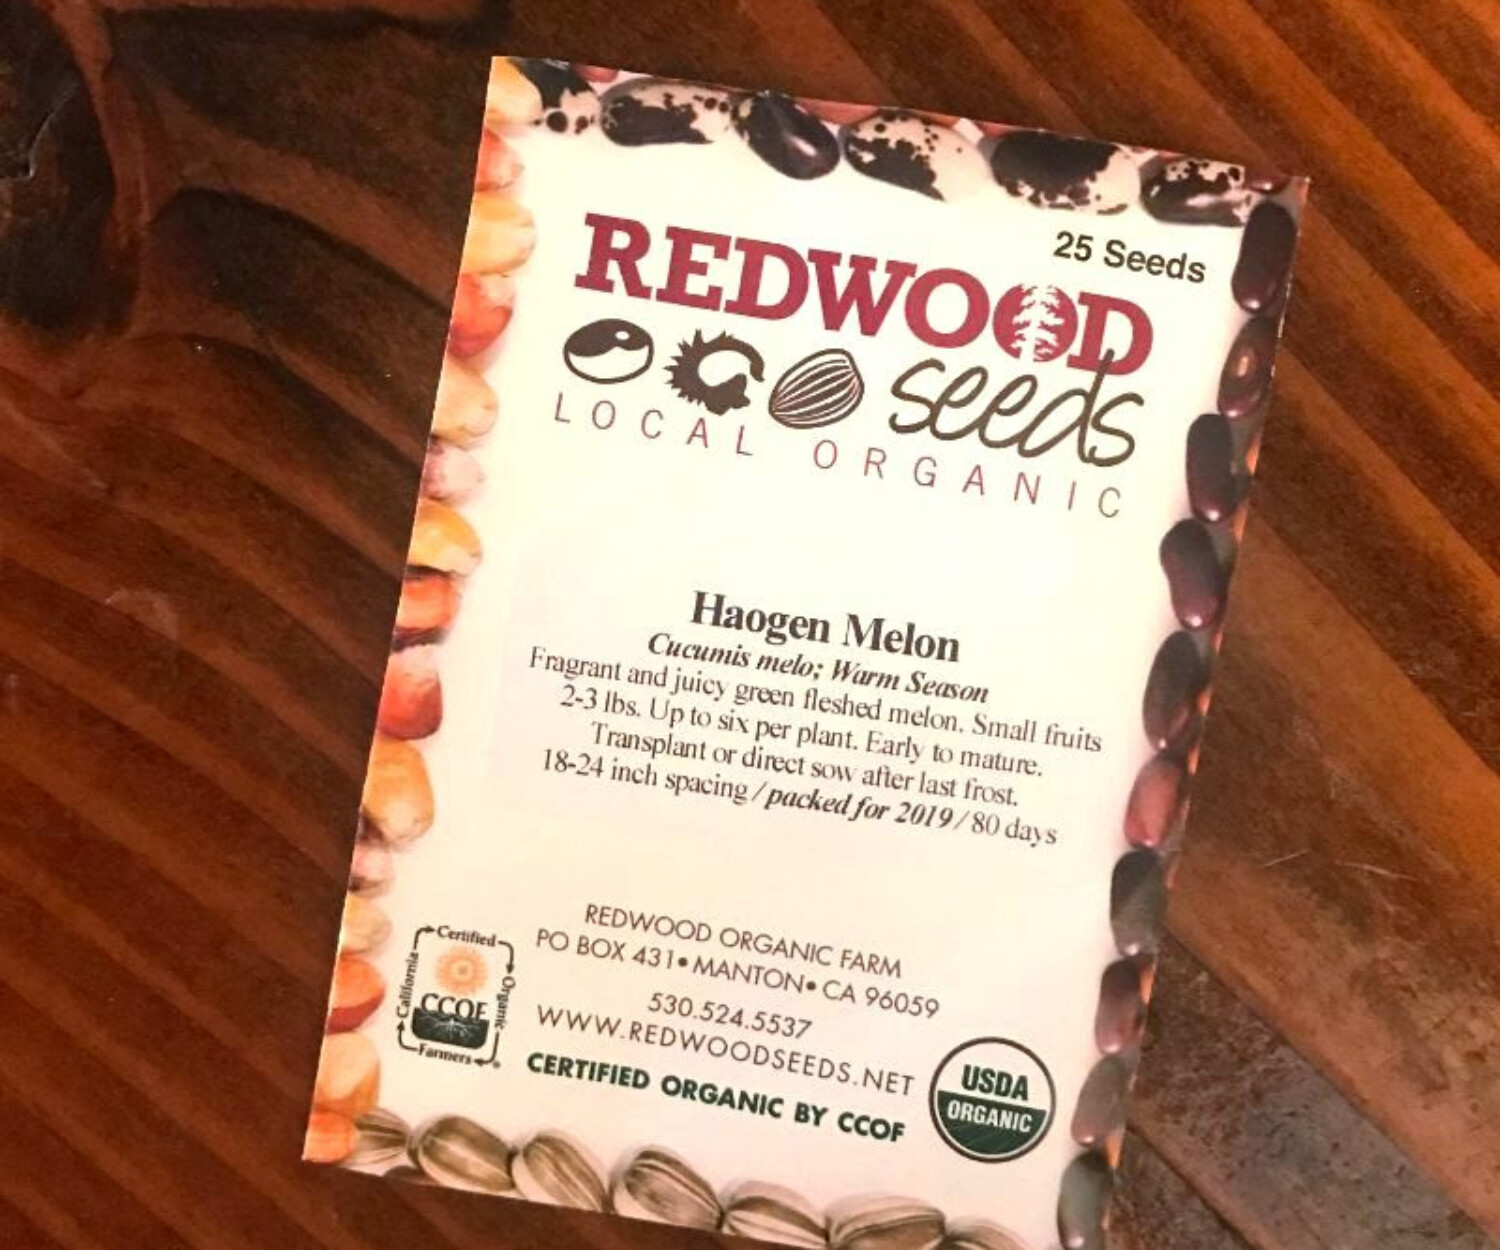 25 Seeds
REDWOOD
seeds
LOCAL ORGANIC
Haogen Melon
Cucumis melo; Warm Season
Fragrant and juicy green fleshed melon. Small fruits
2-3 lbs. Up to six per plant. Early to mature.
Transplant or direct sow after last frost.
18-24 inch spacing / packed for 2019 / 80 days
REDWOOD ORGANIC FARM
PO BOX 431• MANTON• CA 96059
530.524.5537
WWW.REDWOODSEEDS.NET
CERTIFIED ORGANIC BY CCOF
California
Certified
Organic
Farmers
CCOF
®
USDA
ORGANIC